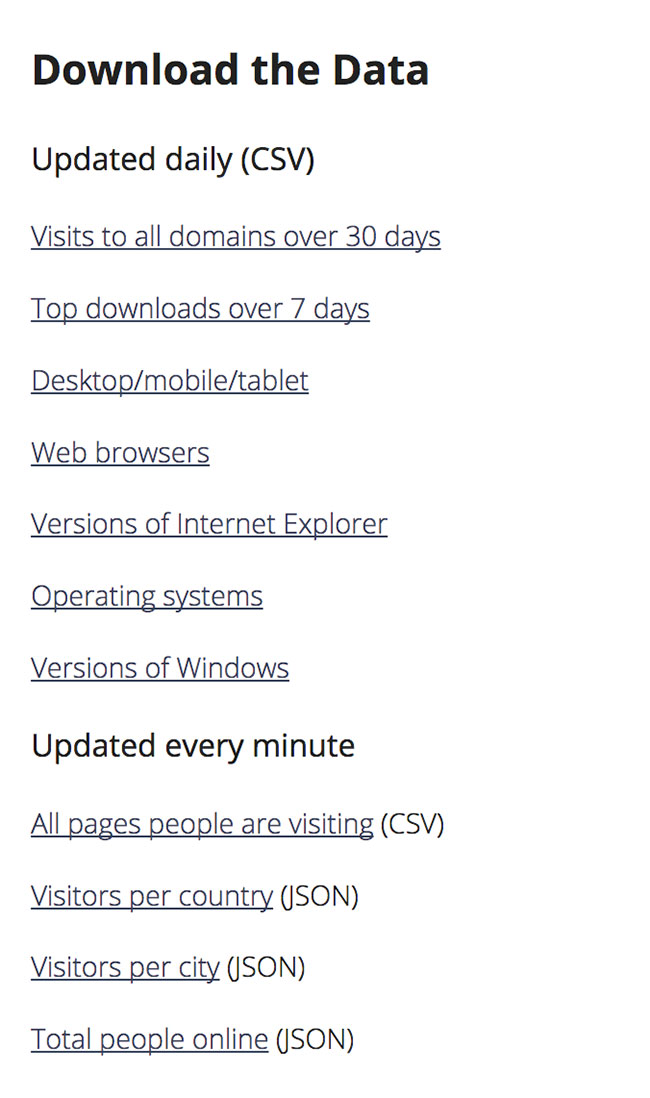 Download the Data
Updated daily (CSV)
Visits to all domains over 30 days
Top downloads over 7 days
Desktop/mobile/tablet
Web browsers
Versions of Internet Explorer
Operating systems
Versions of Windows
Updated every minute
All pages people are visiting (CSV)
Visitors per country (JSON)
Visitors per city (JSON)
Total people online (JSON)